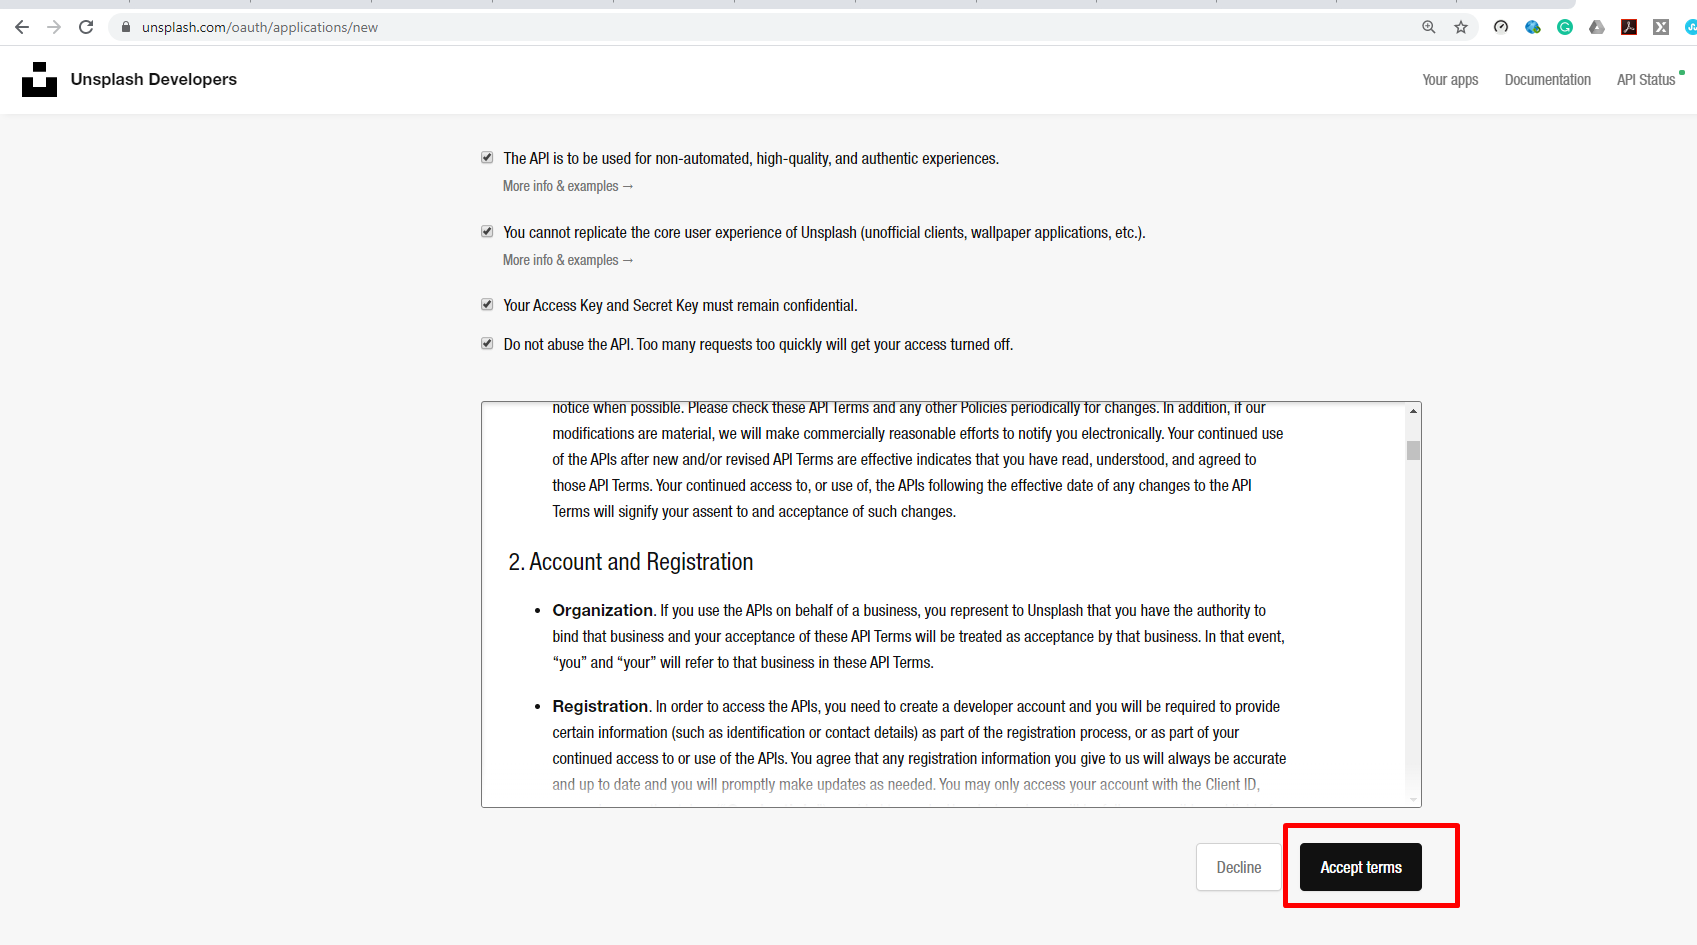 unsplash.com/oauth/applications/new
Unsplash Developers
Your apps
Documentation
API Status
The API is to be used for non-automated, high-quality, and authentic experiences.
More info & examples →
You cannot replicate the core user experience of Unsplash (unofficial clients, wallpaper applications, etc.).
More info & examples →
Your Access Key and Secret Key must remain confidential.
Do not abuse the API. Too many requests too quickly will get your access turned off.
notice when possible. Please check these API Terms and any other Policies periodically for changes. In addition, if our
modifications are material, we will make commercially reasonable efforts to notify you electronically. Your continued use
of the APIs after new and/or revised API Terms are effective indicates that you have read, understood, and agreed to
those API Terms. Your continued access to, or use of, the APIs following the effective date of any changes to the API
Terms will signify your assent to and acceptance of such changes.
2. Account and Registration
• Organization. If you use the APIs on behalf of a business, you represent to Unsplash that you have the authority to
bind that business and your acceptance of these API Terms will be treated as acceptance by that business. In that event,
“you” and “your” will refer to that business in these API Terms.
• Registration. In order to access the APIs, you need to create a developer account and you will be required to provide
certain information (such as identification or contact details) as part of the registration process, or as part of your
continued access to or use of the APIs. You agree that any registration information you give to us will always be accurate
and up to date and you will promptly make updates as needed. You may only access your account with the Client ID,
Decline
Accept terms